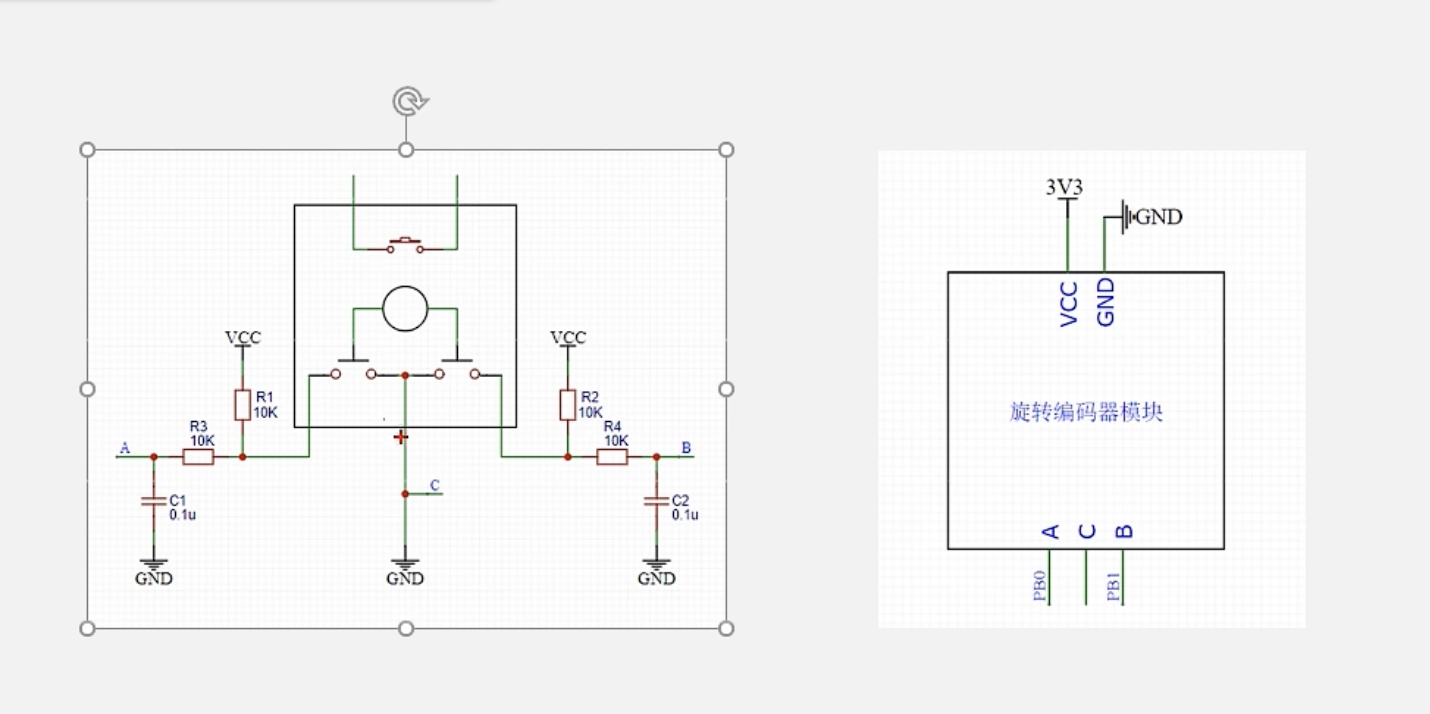 VCC
R1
10K
R3
10K
A
C1
0.1u
GND
C
GND
VCC
R2
10K
R4
10K
B
C2
0.1u
GND
3V3
GND
VCC
GND
旋转编码器模块
A
C
B
PB0
PB1